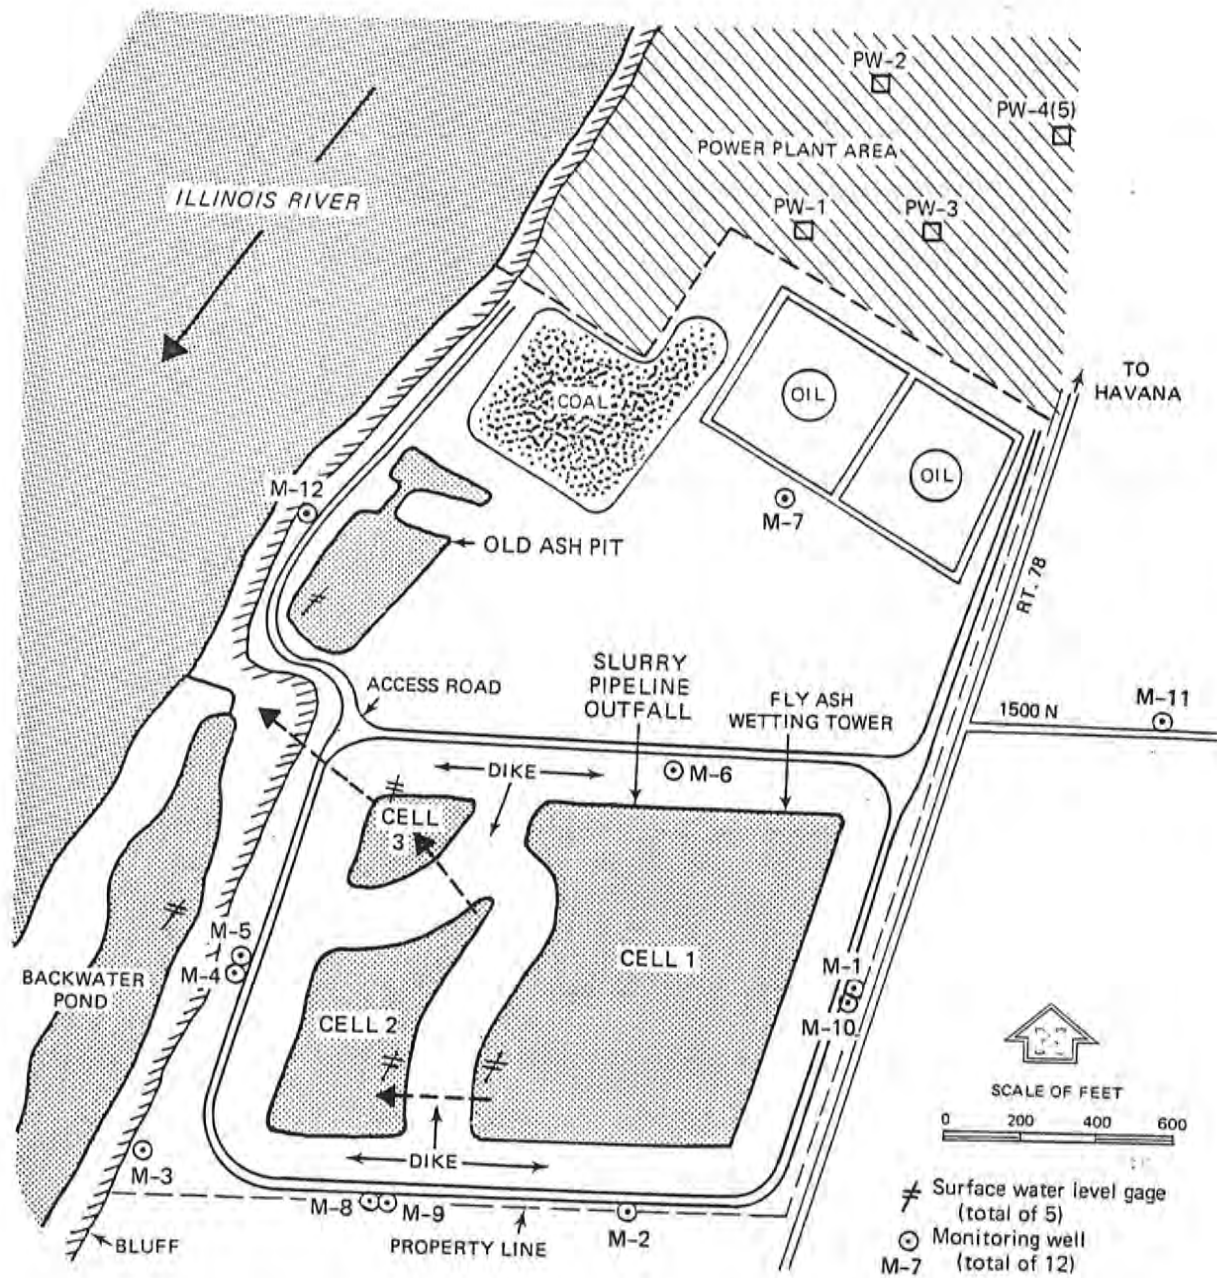 PW-2
PW-4(5)
POWER PLANT AREA
ILLINOIS RIVER
PW-1
PW-3
TO
HAVANA
COAL
OIL
OIL
M-12
M-7
OLD ASH PIT
RT. 78
SLURRY
PIPELINE
OUTFALL
ACCESS ROAD
FLY ASH
WETTING TOWER
1500 N
M-11
DIKE
M-6
CELL
3
M-5
M-4
CELL 1
M-1
M-10
BACKWATER
POND
CELL 2
SCALE OF FEET
0 200 400 600
DIKE
M-3
M-8
M-9
M-2
BLUFF
PROPERTY LINE
Surface water level gage
(total of 5)
Monitoring well
M-7 (total of 12)